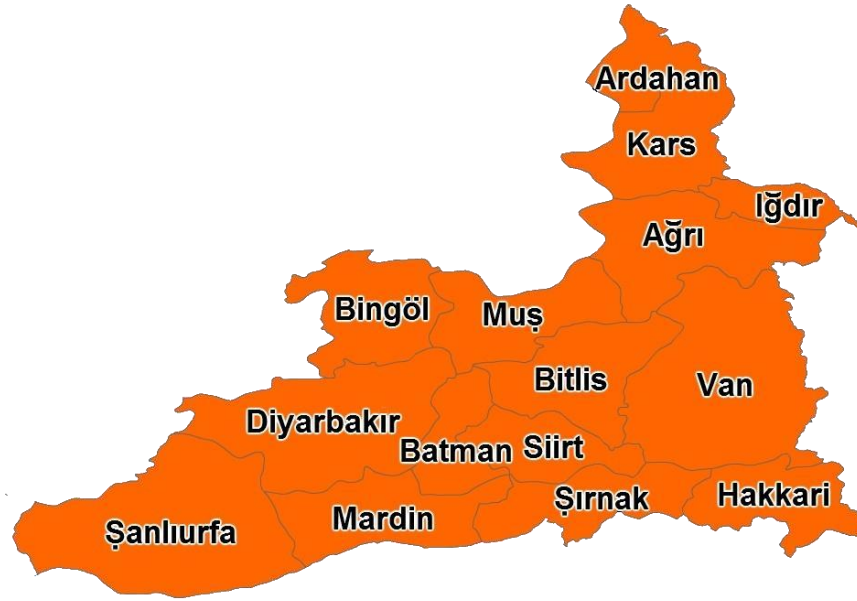 Ardahan
Kars
Iğdır
Ağrı
Bingöl
Muş
Bitlis
Van
Diyarbakır
Batman
Siirt
Şanlıurfa
Mardin
Şırnak
Hakkari